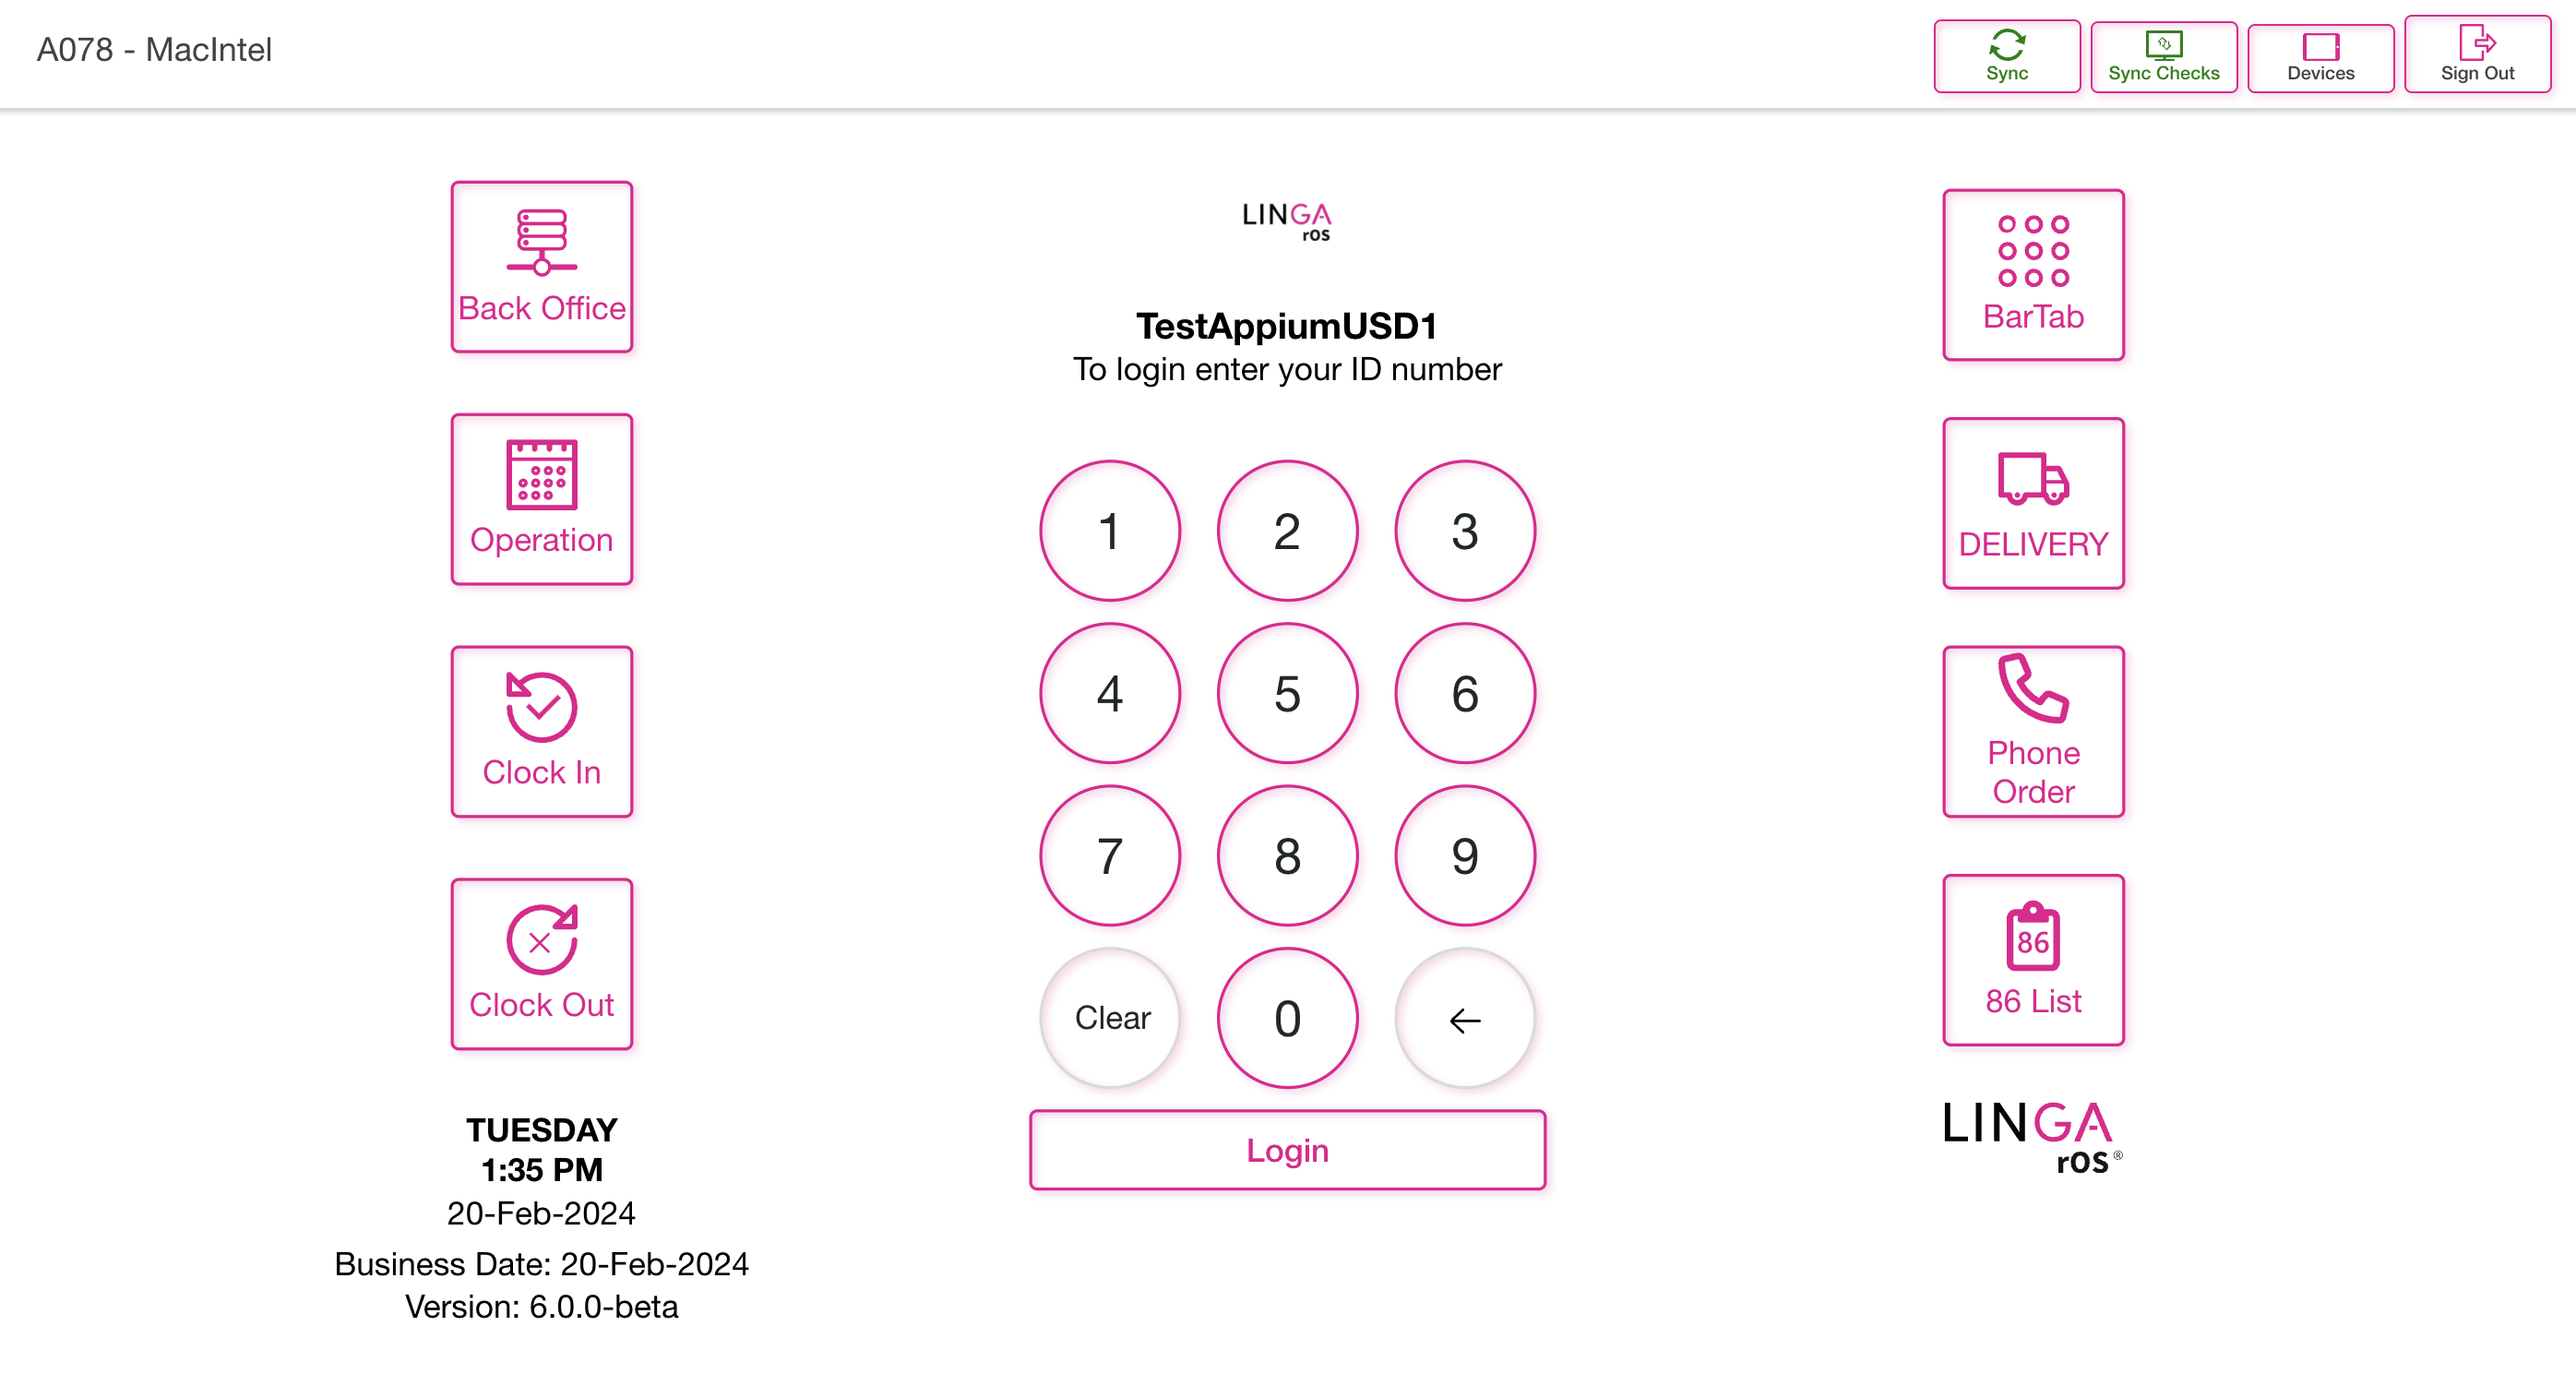 A078 - MacIntel
Sync
Sync Checks
Devices
Sign Out
Back Office
Operation
Clock In
Clock Out
TUESDAY
1:35 PM
20-Feb-2024
Business Date: 20-Feb-2024
Version: 6.0.0-beta
LINGA
rOS
TestAppiumUSD1
To login enter your ID number
1 2 3
4 5 6
7 8 9
Clear 0 ←
Login
BarTab
DELIVERY
Phone
Order
86
86 List
LINGA
rOS ®